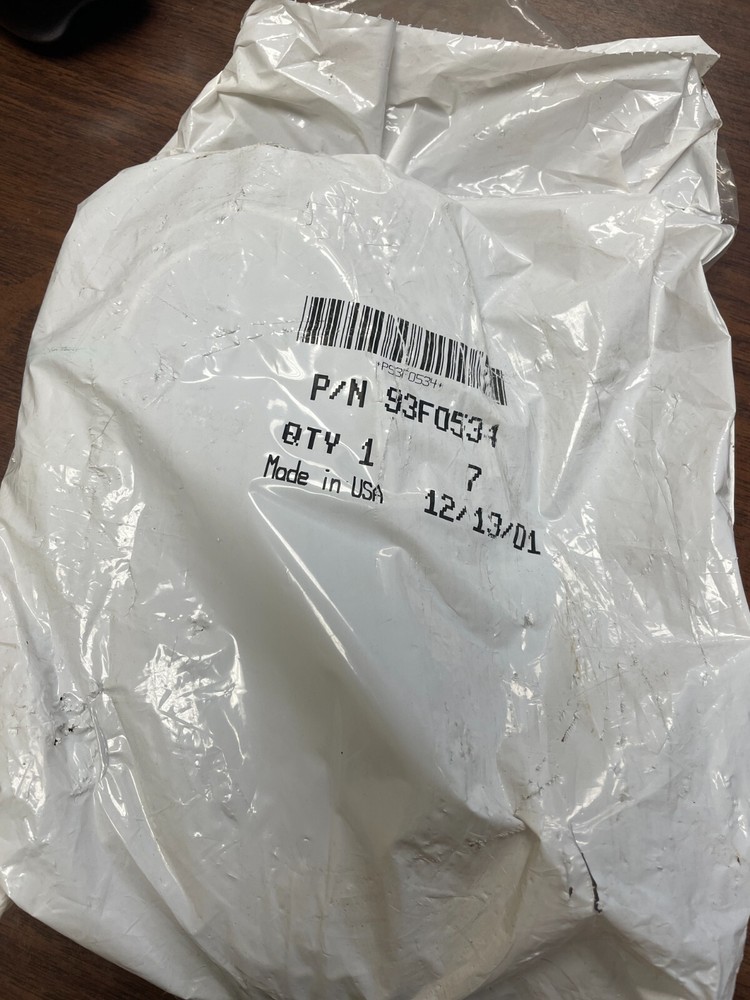 *P93F0534*
P/N 93F0534
QTY 1 7
Made in USA 12/13/01